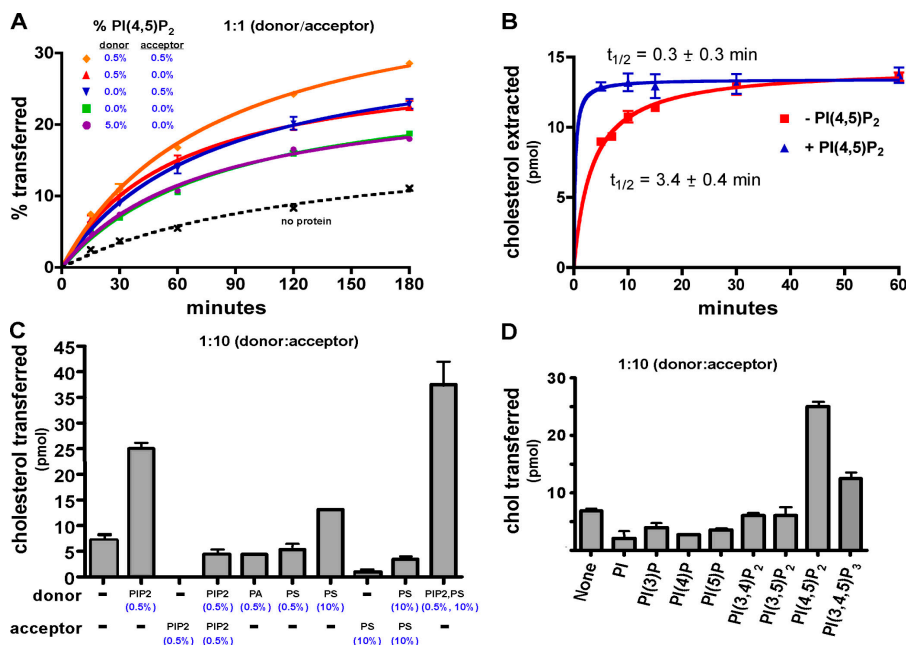 A
% PI(4,5)P2
1:1 (donor/acceptor)
donor acceptor
0.5% 0.5%
0.5% 0.0%
0.0% 0.5%
0.0% 0.0%
5.0% 0.0%
no protein
% transferred
30
20
10
0
0 30 60 90 120 150 180
minutes
B
t1/2 = 0.3 ± 0.3 min
- PI(4,5)P2
+ PI(4,5)P2
t1/2 = 3.4 ± 0.4 min
cholesterol extracted
(pmol)
20
15
10
5
0
0 10 20 30 40 50 60
minutes
C
1:10 (donor:acceptor)
cholesterol transferred
(pmol)
45
40
35
30
25
20
15
10
5
0
donor – PIP2 – PIP2 PA PS PS – PS PIP2,PS
(0.5%) (0.5%) (0.5%) (0.5%) (10%) (10%) (0.5%, 10%)
acceptor – – PIP2 PIP2 – – – PS PS –
(0.5%) (0.5%) (10%) (10%)
D
1:10 (donor:acceptor)
chol transferred
(pmol)
30
20
10
0
None PI PI(3)P PI(4)P PI(5)P PI(3,4)P2 PI(3,5)P2 PI(4,5)P2 PI(3,4,5)P3